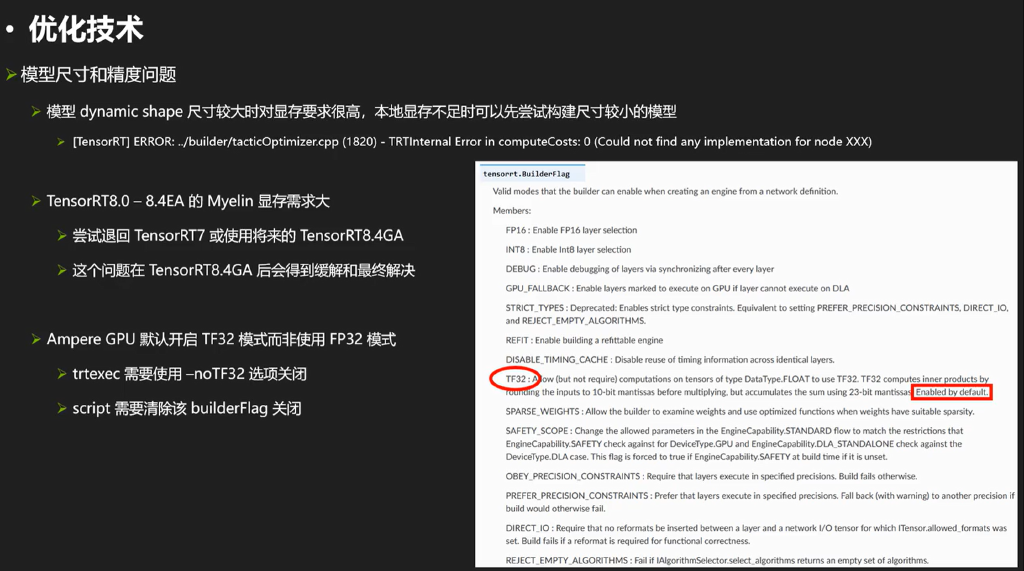 • 优化技术
模型尺寸和精度问题
模型 dynamic shape 尺寸较大时对显存要求很高，本地显存不足时可以先尝试构建尺寸较小的模型
[TensorRT] ERROR: ../builder/tacticOptimizer.cpp (1820) - TRTInternal Error in computeCosts: 0 (Could not find any implementation for node XXX)
TensorRT8.0 – 8.4EA 的 Myelin 显存需求大
尝试退回 TensorRT7 或使用将来的 TensorRT8.4GA
这个问题在 TensorRT8.4GA 后会得到缓解和最终解决
Ampere GPU 默认开启 TF32 模式而非使用 FP32 模式
trtexec 需要使用 –noTF32 选项关闭
script 需要清除该 builderFlag 关闭
tensorrt.BuilderFlag
Valid modes that the builder can enable when creating an engine from a network definition.
Members:
FP16 : Enable FP16 layer selection
INT8 : Enable Int8 layer selection
DEBUG : Enable debugging of layers via synchronizing after every layer
GPU_FALLBACK : Enable layers marked to execute on GPU if layer cannot execute on DLA
STRICT_TYPES : Deprecated: Enables strict type constraints. Equivalent to setting PREFER_PRECISION_CONSTRAINTS, DIRECT_IO,
and REJECT_EMPTY_ALGORITHMS.
REFIT : Enable building a refittable engine
DISABLE_TIMING_CACHE : Disable reuse of timing information across identical layers.
TF32 : Allow (but not require) computations on tensors of type DataType.FLOAT to use TF32. TF32 computes inner products by
rounding the inputs to 10-bit mantissas before multiplying, but accumulates the sum using 23-bit mantissas. Enabled by default.
SPARSE_WEIGHTS : Allow the builder to examine weights and use optimized functions when weights have suitable sparsity.
SAFETY_SCOPE : Change the allowed parameters in the EngineCapability.STANDARD flow to match the restrictions that
EngineCapability.SAFETY check against for DeviceType.GPU and EngineCapability.DLA_STANDALONE check against the
DeviceType.DLA case. This flag is forced to true if EngineCapability.SAFETY at build time if it is unset.
OBEY_PRECISION_CONSTRAINTS : Require that layers execute in specified precisions. Build fails otherwise.
PREFER_PRECISION_CONSTRAINTS : Prefer that layers execute in specified precisions. Fall back (with warning) to another precision if
build would otherwise fail.
DIRECT_IO : Require that no reformats be inserted between a layer and a network I/O tensor for which ITensor.allowed_formats was
set. Build fails if a reformat is required for functional correctness.
REJECT_EMPTY_ALGORITHMS : Fail if IAlgorithmSelector.select_algorithms returns an empty set of algorithms.